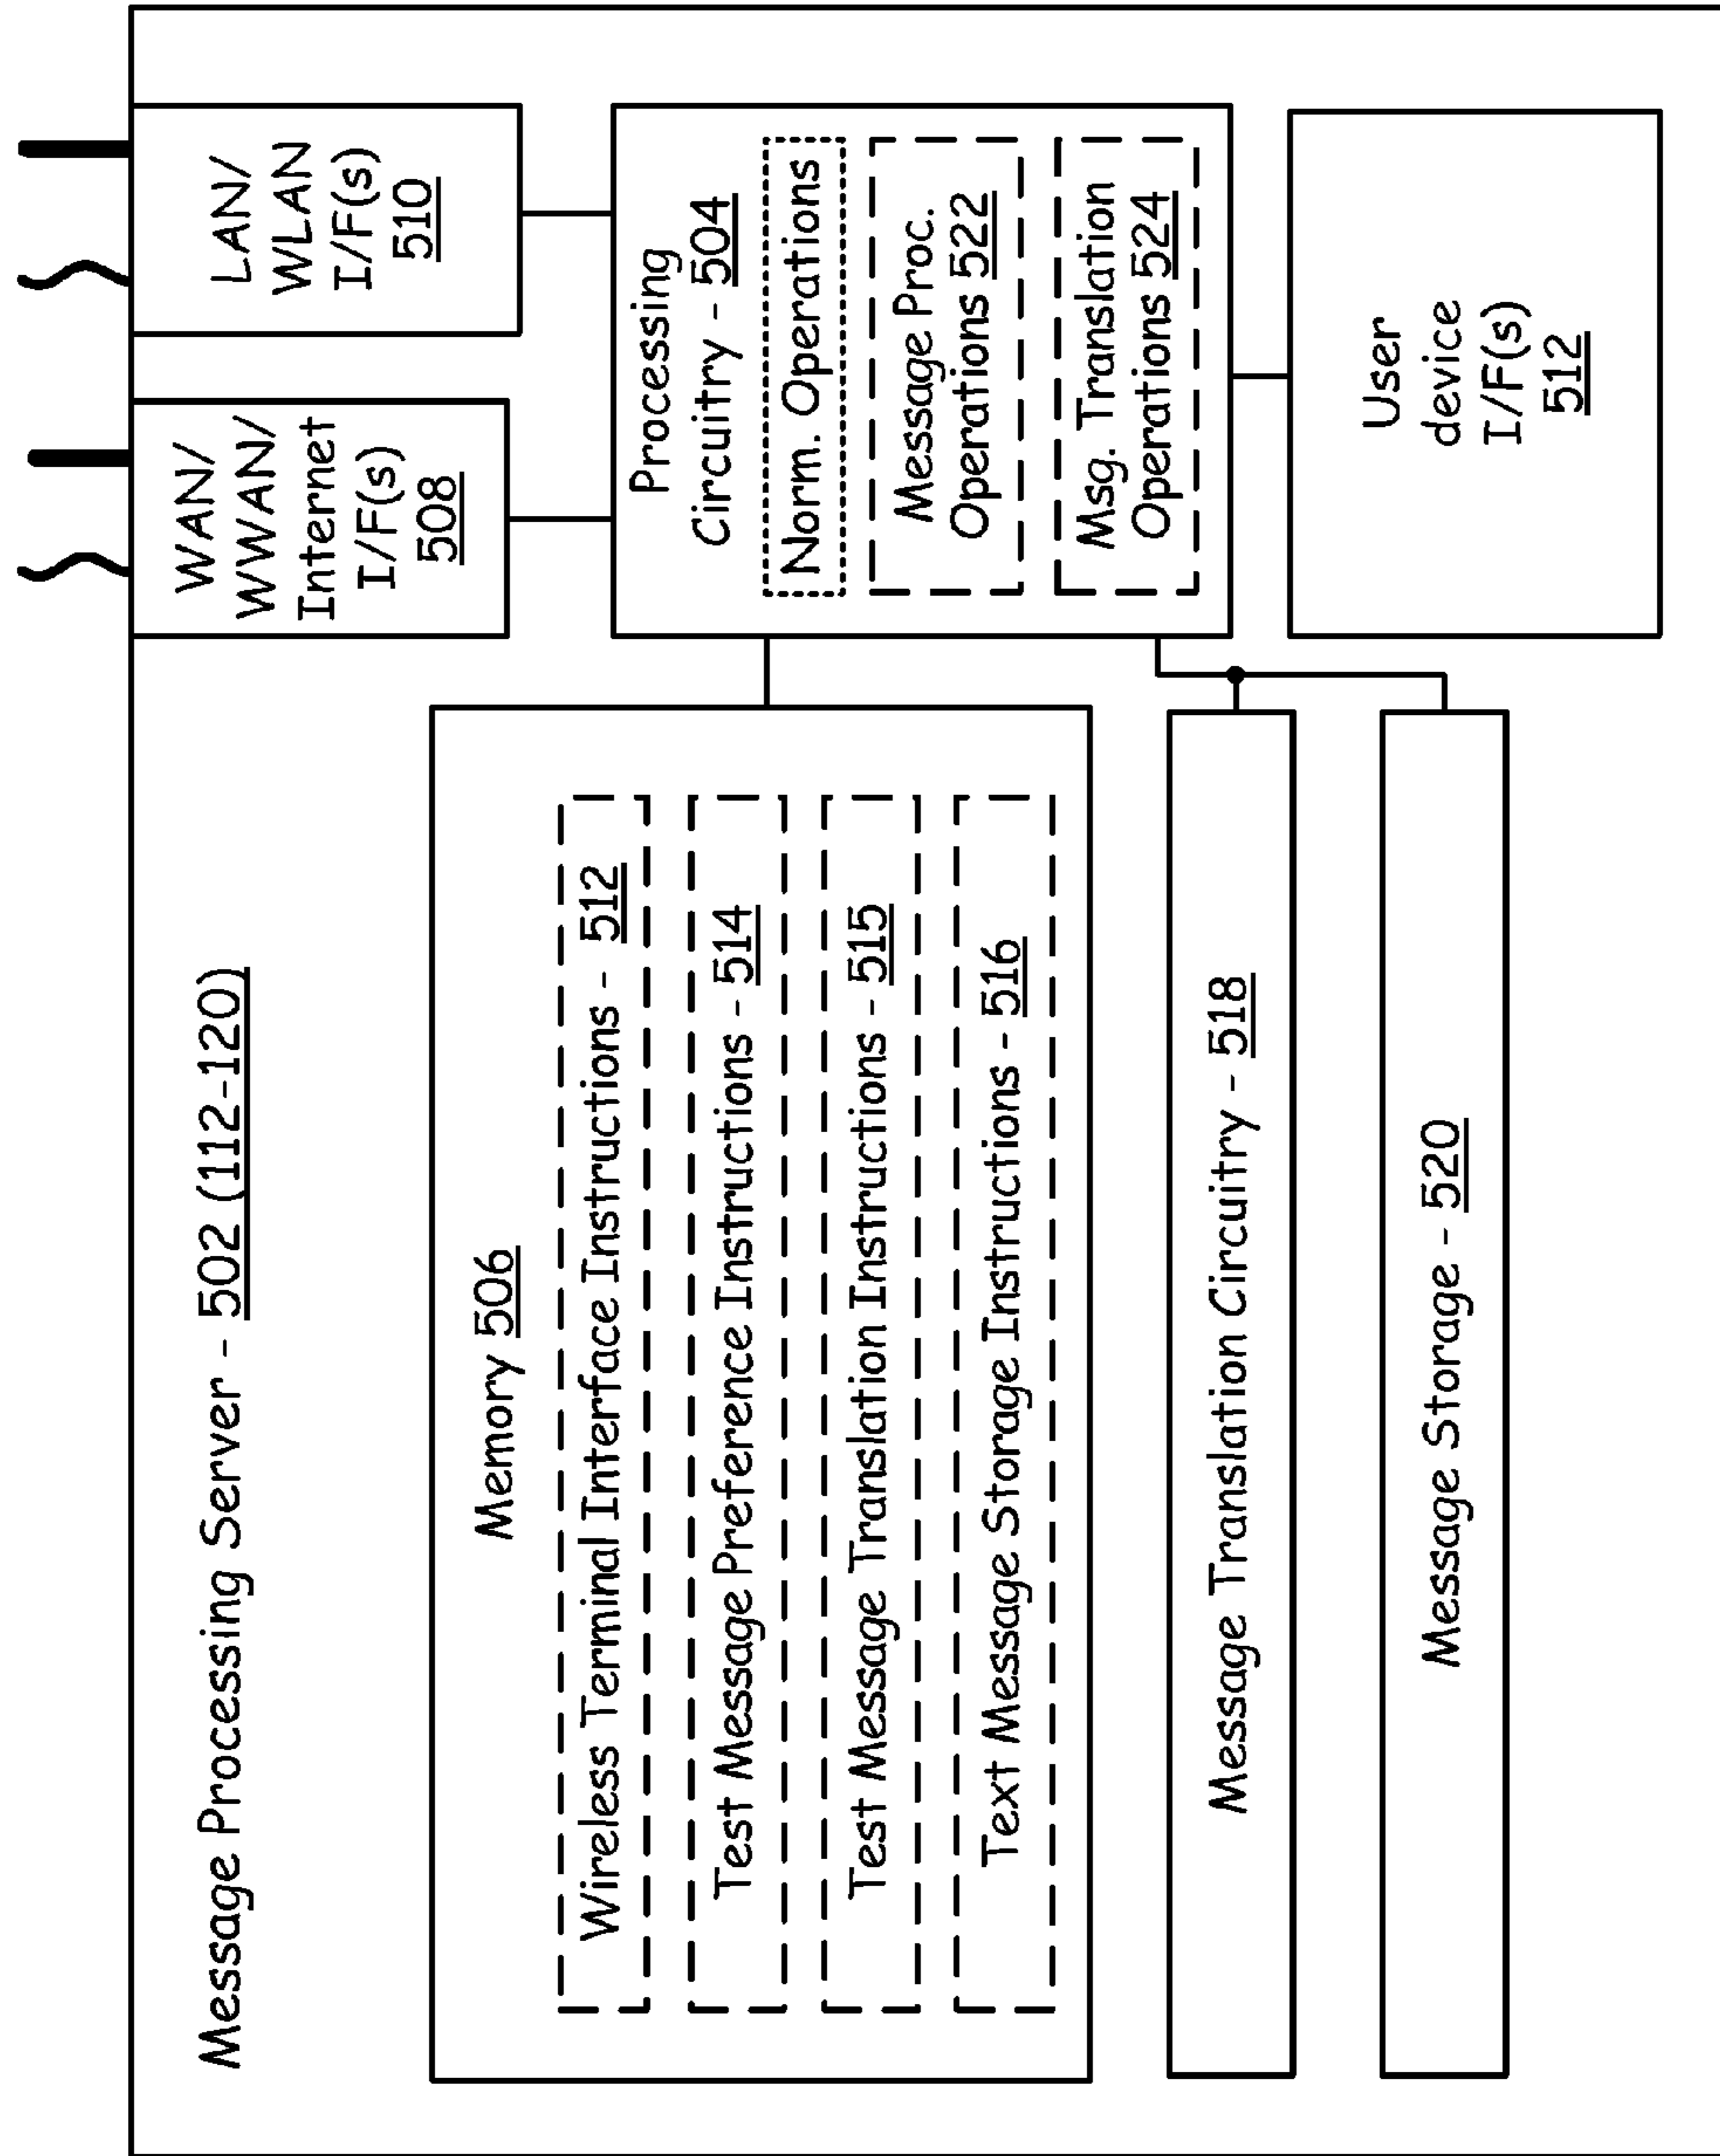 Message Processing Server - 502 (112-120)
Memory 506
Wireless Terminal Interface Instructions - 512
Test Message Preference Instructions - 514
Test Message Translation Instructions - 515
Text Message Storage Instructions - 516
Message Translation Circuitry - 518
Message Storage - 520
WAN/
WWAN/
Internet
I/F(s)
508
LAN/
WLAN
I/F(s)
510
Processing
Circuitry - 504
Norm. Operations
Message Proc.
Operations 522
Msg. Translation
Operations 524
User
device
I/F(s)
512